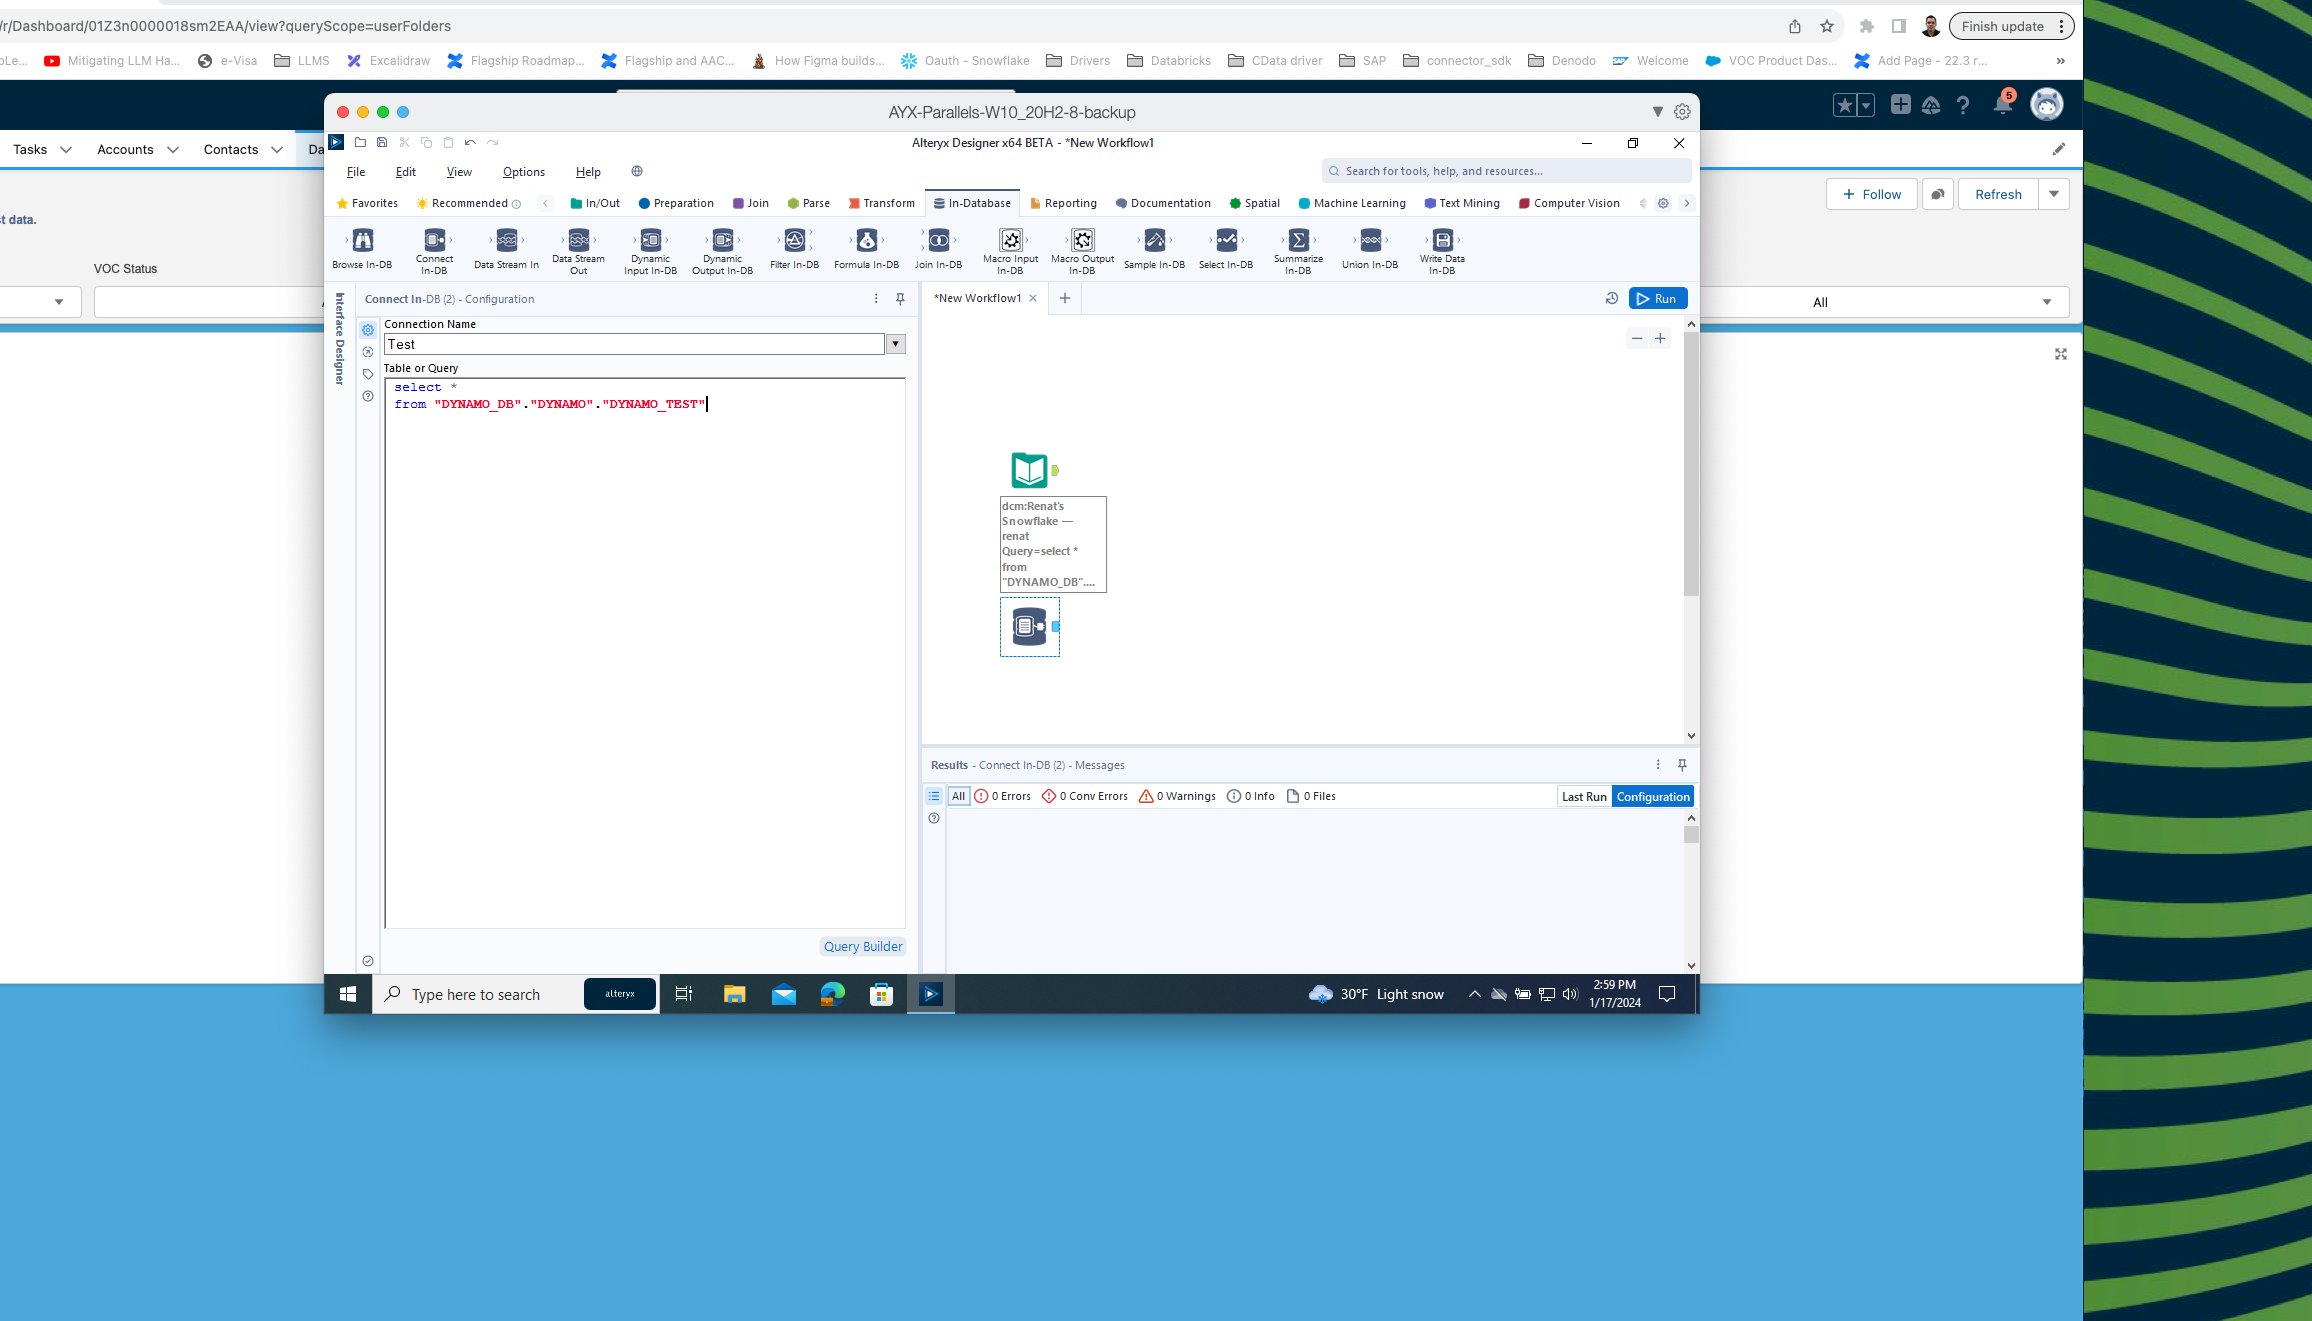 /r/Dashboard/01Z3n0000018sm2EAA/view?queryScope=userFolders
Finish update
oLe... Mitigating LLM Ha... e-Visa LLMS Excalidraw Flagship Roadmap... Flagship and AAC... How Figma builds... Oauth - Snowflake Drivers Databricks CData driver SAP connector_sdk Denodo Welcome VOC Product Das... Add Page - 22.3 r... »
5
Tasks Accounts Contacts Da
t data.
VOC Status
Follow Refresh
All
AYX-Parallels-W10_20H2-8-backup
Alteryx Designer x64 BETA - *New Workflow1
File Edit View Options Help
Search for tools, help, and resources...
Favorites Recommended In/Out Preparation Join Parse Transform In-Database Reporting Documentation Spatial Machine Learning Text Mining Computer Vision
Browse In-DB
Connect In-DB
Data Stream In
Data Stream Out
Dynamic Input In-DB
Dynamic Output In-DB
Filter In-DB
Formula In-DB
Join In-DB
Macro Input In-DB
Macro Output In-DB
Sample In-DB
Select In-DB
Summarize In-DB
Union In-DB
Write Data In-DB
Interface Designer
Connect In-DB (2) - Configuration
Connection Name
Test
Table or Query
select *
from "DYNAMO_DB"."DYNAMO"."DYNAMO_TEST"
Query Builder
*New Workflow1
Run
dcm:Renat's
Snowflake —
renat
Query=select *
from
"DYNAMO_DB"....
Results - Connect In-DB (2) - Messages
All 0 Errors 0 Conv Errors 0 Warnings 0 Info 0 Files
Last Run Configuration
Type here to search
alteryx
30°F Light snow
2:59 PM
1/17/2024